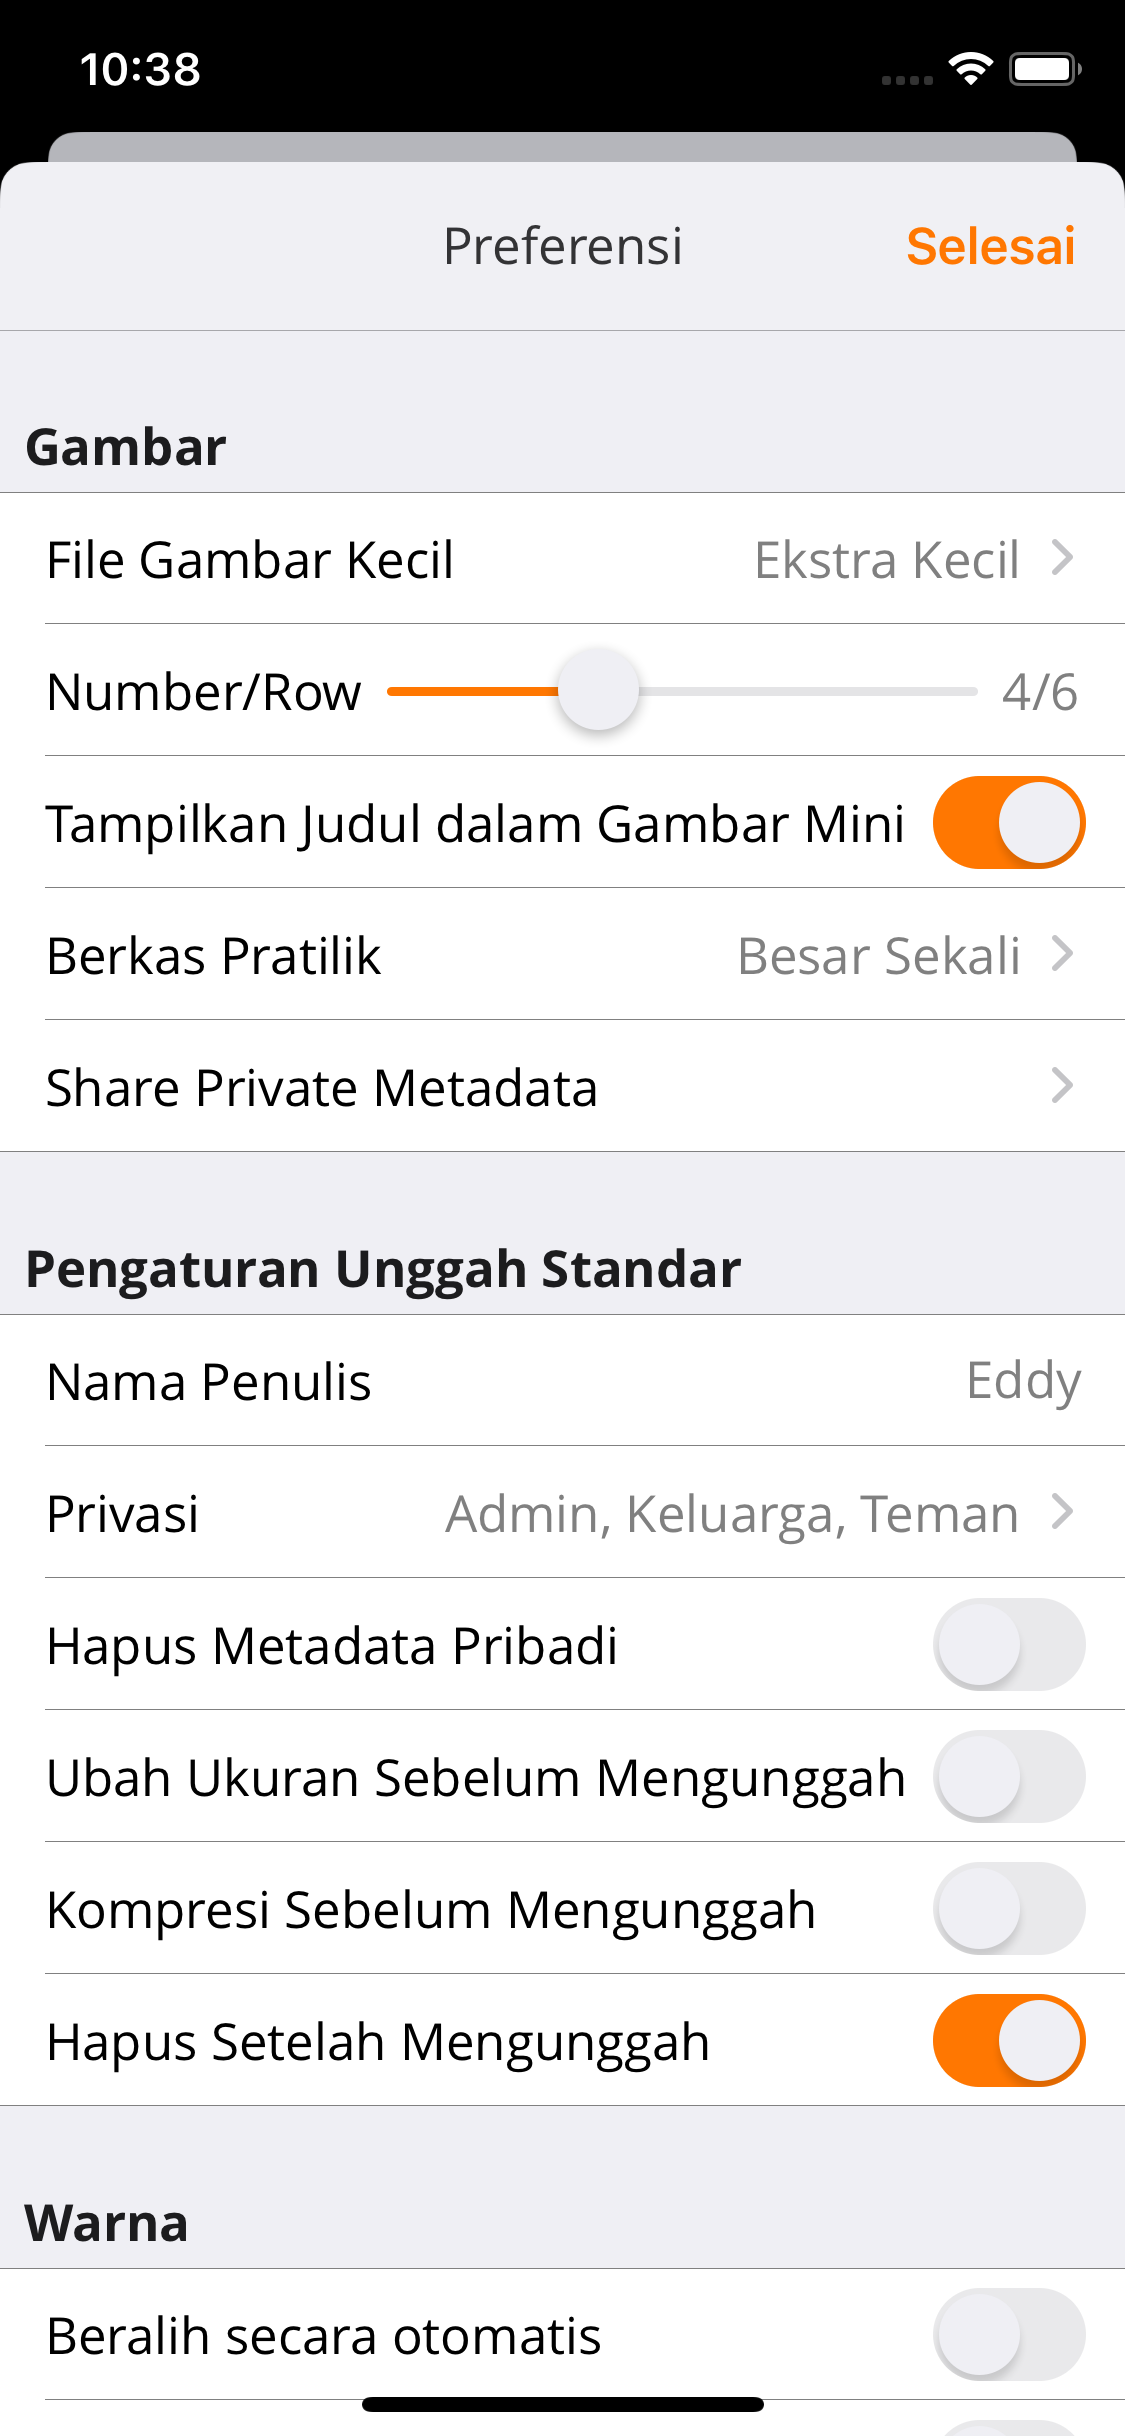 10:38
Preferensi
Selesai
Gambar
File Gambar Kecil
Ekstra Kecil
Number/Row
4/6
Tampilkan Judul dalam Gambar Mini
Berkas Pratilik
Besar Sekali
Share Private Metadata
Pengaturan Unggah Standar
Nama Penulis
Eddy
Privasi
Admin, Keluarga, Teman
Hapus Metadata Pribadi
Ubah Ukuran Sebelum Mengunggah
Kompresi Sebelum Mengunggah
Hapus Setelah Mengunggah
Warna
Beralih secara otomatis